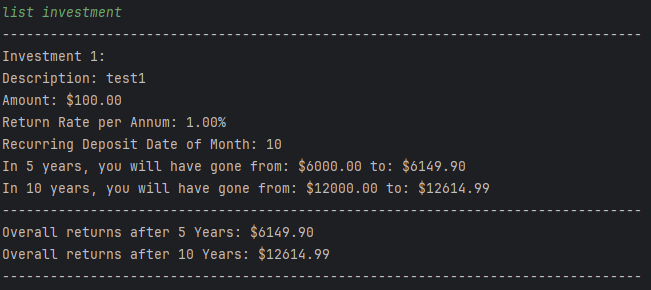 list investment
--------------------------------------------------------------------------------
Investment 1:
Description: test1
Amount: $100.00
Return Rate per Annum: 1.00%
Recurring Deposit Date of Month: 10
In 5 years, you will have gone from: $6000.00 to: $6149.90
In 10 years, you will have gone from: $12000.00 to: $12614.99
--------------------------------------------------------------------------------
Overall returns after 5 Years: $6149.90
Overall returns after 10 Years: $12614.99
--------------------------------------------------------------------------------